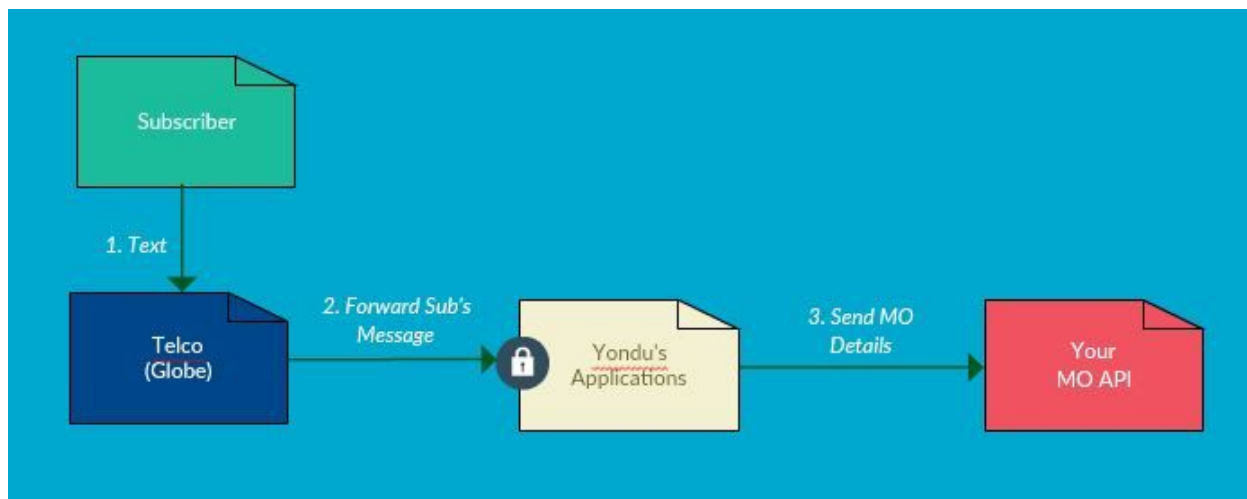 Subscriber
1. Text
Telco
(Globe)
2. Forward Sub's
Message
Yondu's
Applications
3. Send MO
Details
Your
MO API